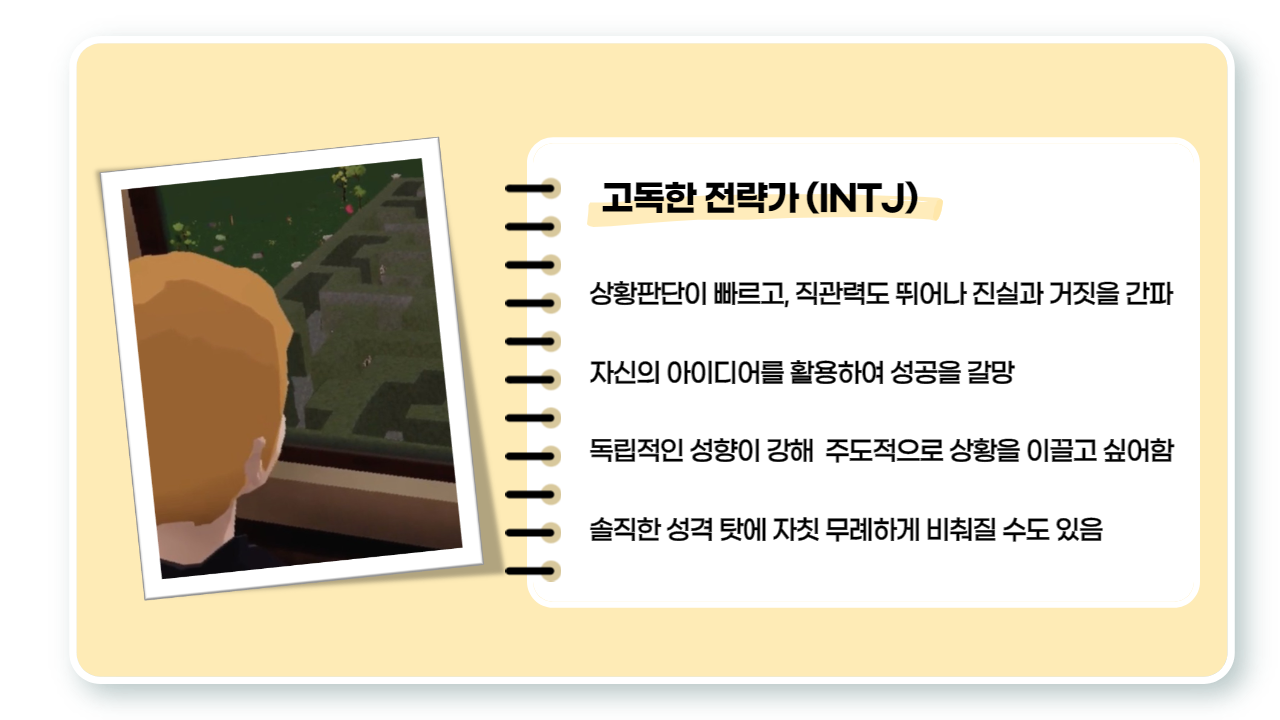 고독한 전략가 (INTJ)
상황판단이 빠르고, 직관력도 뛰어나 진실과 거짓을 간파
자신의 아이디어를 활용하여 성공을 갈망
독립적인 성향이 강해 주도적으로 상황을 이끌고 싶어함
솔직한 성격 탓에 자칫 무례하게 비춰질 수도 있음